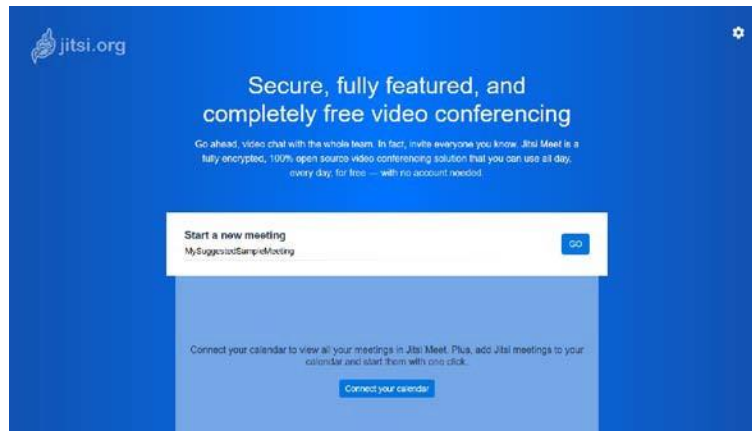 jitsi.org
Secure, fully featured, and
completely free video conferencing
Go ahead, video chat with the whole team. In fact, invite everyone you know. Jitsi Meet is a
fully encrypted, 100% open source video conferencing solution that you can use all day,
every day, for free — with no account needed.
Start a new meeting
MySuggestedSampleMeeting
GO
Connect your calendar to view all your meetings in Jitsi Meet. Plus, add Jitsi meetings to your
calendar and start them with one click.
Connect your calendar